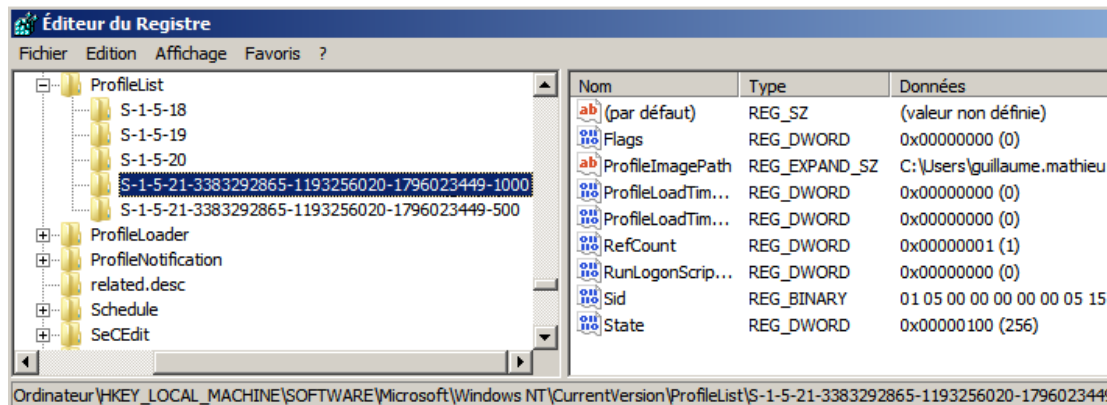 Éditeur du Registre
Fichier Edition Affichage Favoris ?
ProfileList
S-1-5-18
S-1-5-19
S-1-5-20
S-1-5-21-3383292865-1193256020-1796023449-1000
S-1-5-21-3383292865-1193256020-1796023449-500
ProfileLoader
ProfileNotification
related.desc
Schedule
SeCEdit
Nom Type Données
(par défaut) REG_SZ (valeur non définie)
Flags REG_DWORD 0x00000000 (0)
ProfileImagePath REG_EXPAND_SZ C:\Users\guillaume.mathieu
ProfileLoadTim... REG_DWORD 0x00000000 (0)
ProfileLoadTim... REG_DWORD 0x00000000 (0)
RefCount REG_DWORD 0x00000001 (1)
RunLogonScrip... REG_DWORD 0x00000000 (0)
Sid REG_BINARY 01 05 00 00 00 00 00 05 15
State REG_DWORD 0x00000100 (256)
Ordinateur\HKEY_LOCAL_MACHINE\SOFTWARE\Microsoft\Windows NT\CurrentVersion\ProfileList\S-1-5-21-3383292865-1193256020-179602344